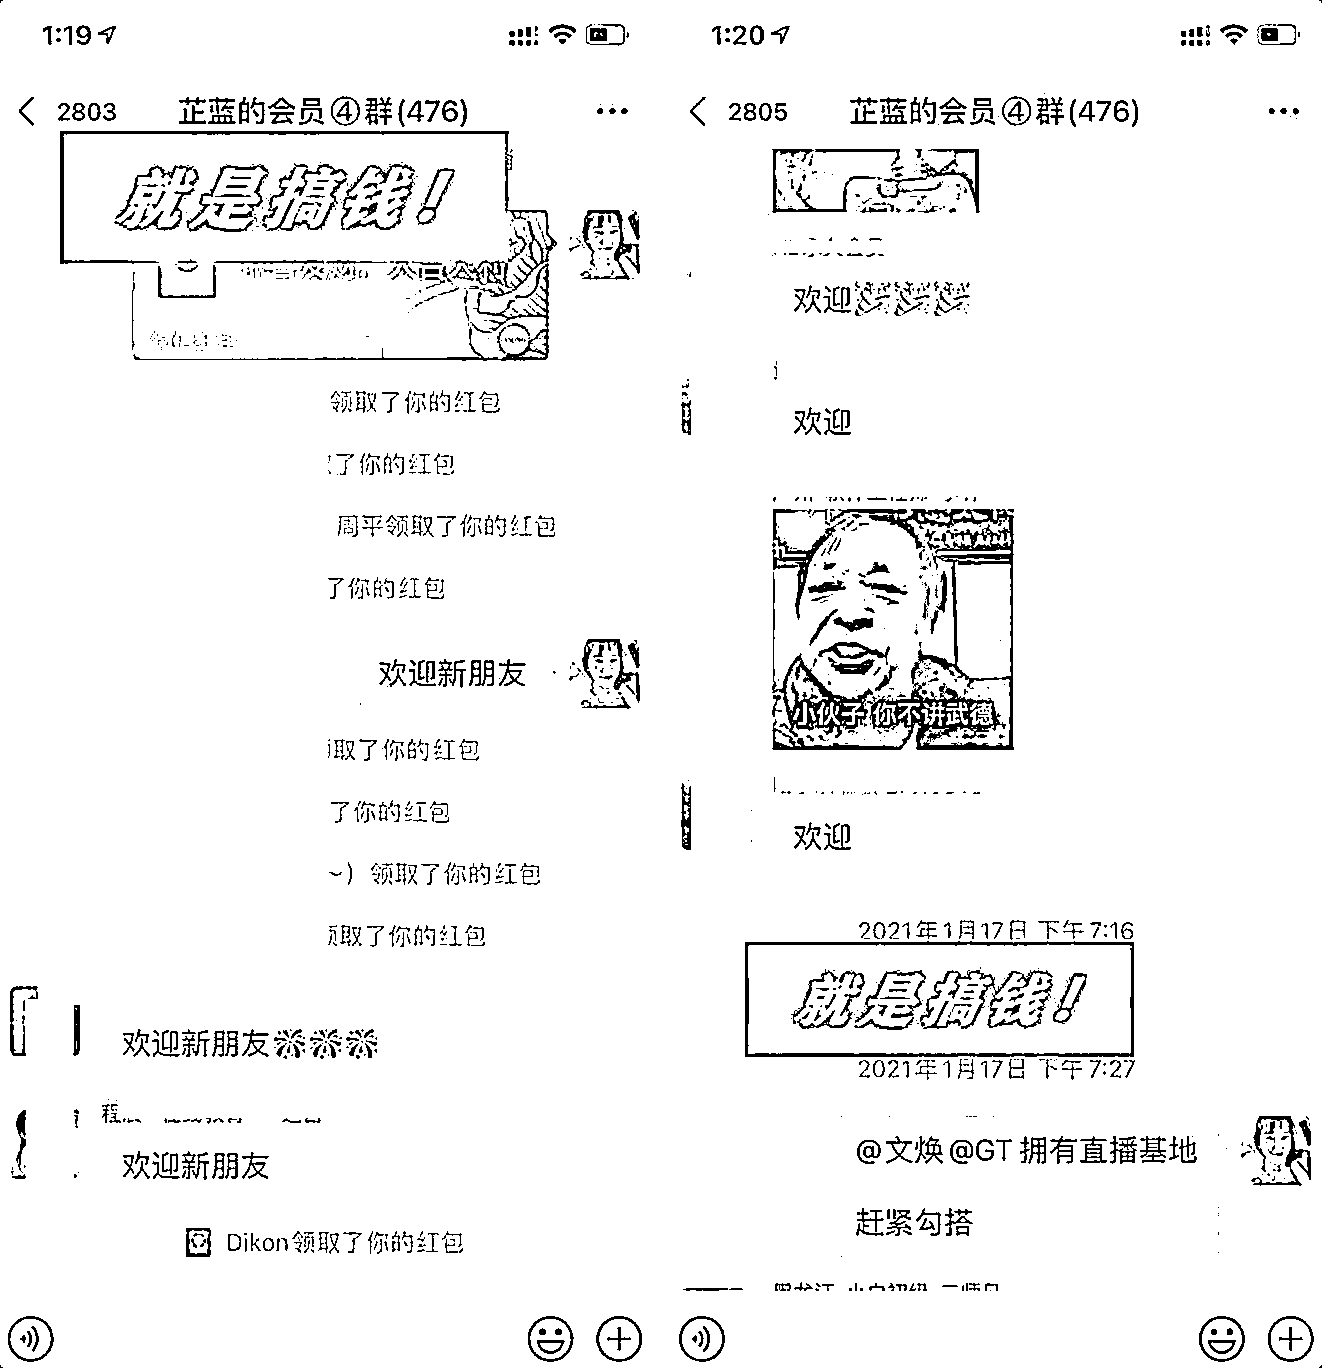 1:19
2803 芷蓝的会员④群(476)
就是搞钱!
领取了你的红包
了你的红包
周平领取了你的红包
了你的红包
欢迎新朋友
取了你的红包
了你的红包
~）领取了你的红包
取了你的红包
欢迎新朋友
程
欢迎新朋友
Dikon领取了你的红包
1:20
2805 芷蓝的会员④群(476)
欢迎
欢迎
小伙子 你不讲武德
欢迎
2021年1月17日 下午 7:16
就是搞钱!
2021年1月17日 下午 7:27
@文焕 @GT 拥有直播基地
赶紧勾搭